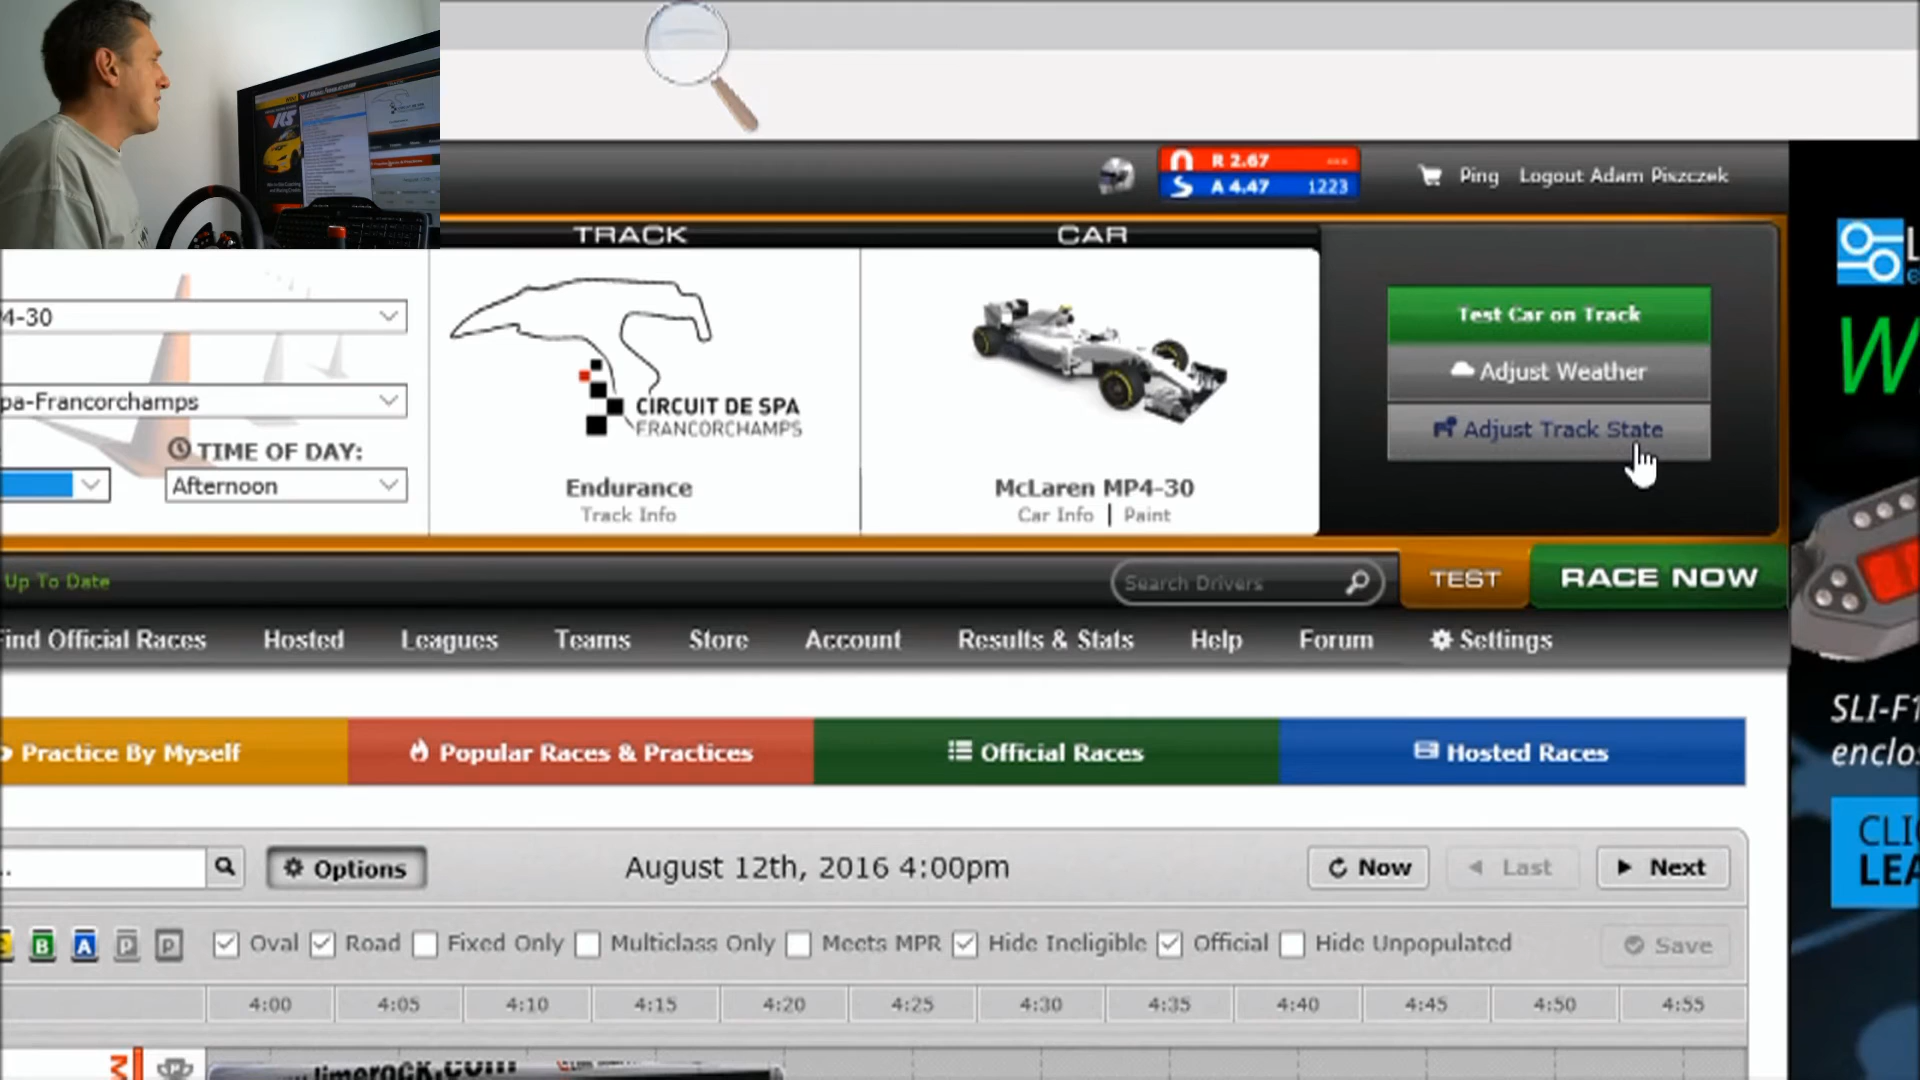 R 2.67
A 4.47 1223
Ping Logout Adam Piszczek
TRACK CAR
4-30
Test Car on Track
Adjust Weather
pa-Francorchamps
CIRCUIT DE SPA
FRANCORCHAMPS
Adjust Track State
TIME OF DAY:
Afternoon
Endurance
Track Info
McLaren MP4-30
Car Info | Paint
Up To Date
Search Drivers
TEST
RACE NOW
ind Official Races Hosted Leagues Teams Store Account Results & Stats Help Forum Settings
SLI-F1
enclos
Practice By Myself
Popular Races & Practices
Official Races
Hosted Races
CLI
LEA
Options
August 12th, 2016 4:00pm
Now
Last
Next
B A P P
Oval Road Fixed Only Multiclass Only Meets MPR Hide Ineligible Official Hide Unpopulated
Save
4:00 4:05 4:10 4:15 4:20 4:25 4:30 4:35 4:40 4:45 4:50 4:55
limerock.com